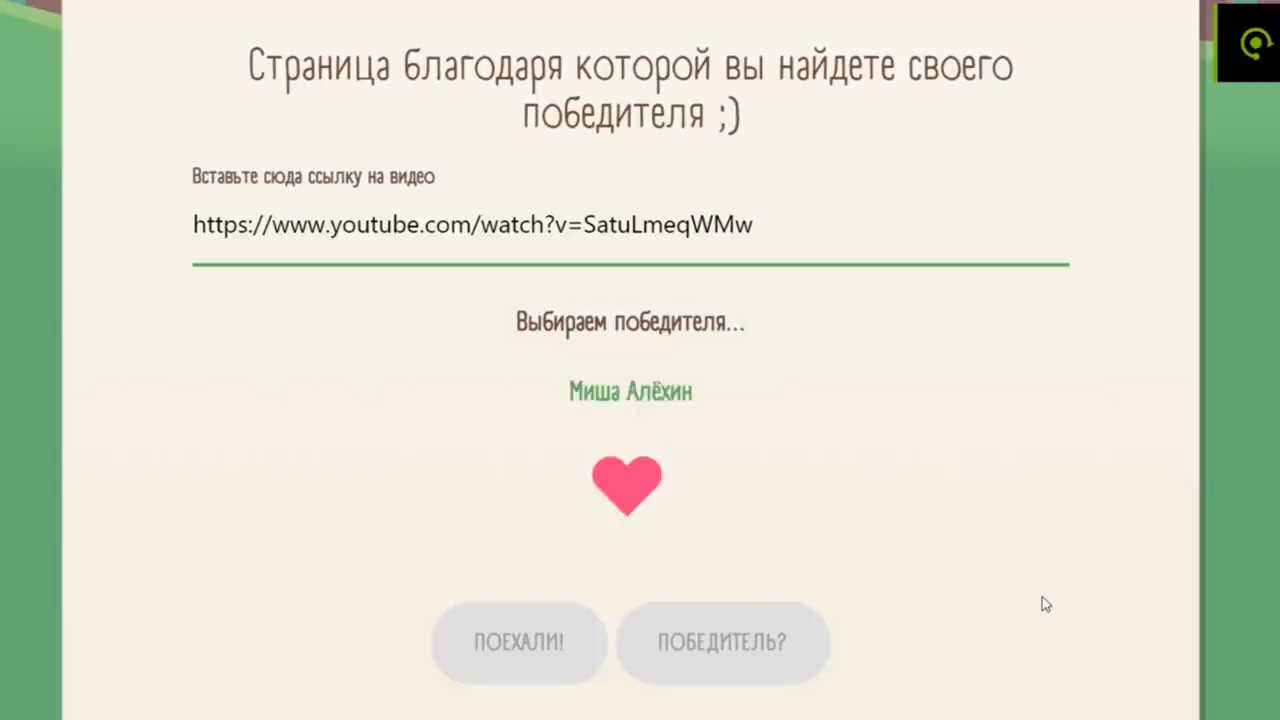 Страница благодаря которой вы найдете своего
победителя ;)
Вставьте сюда ссылку на видео
https://www.youtube.com/watch?v=SatuLmeqWMw
Выбираем победителя...
Миша Алёхин
ПОЕХАЛИ!
ПОБЕДИТЕЛЬ?